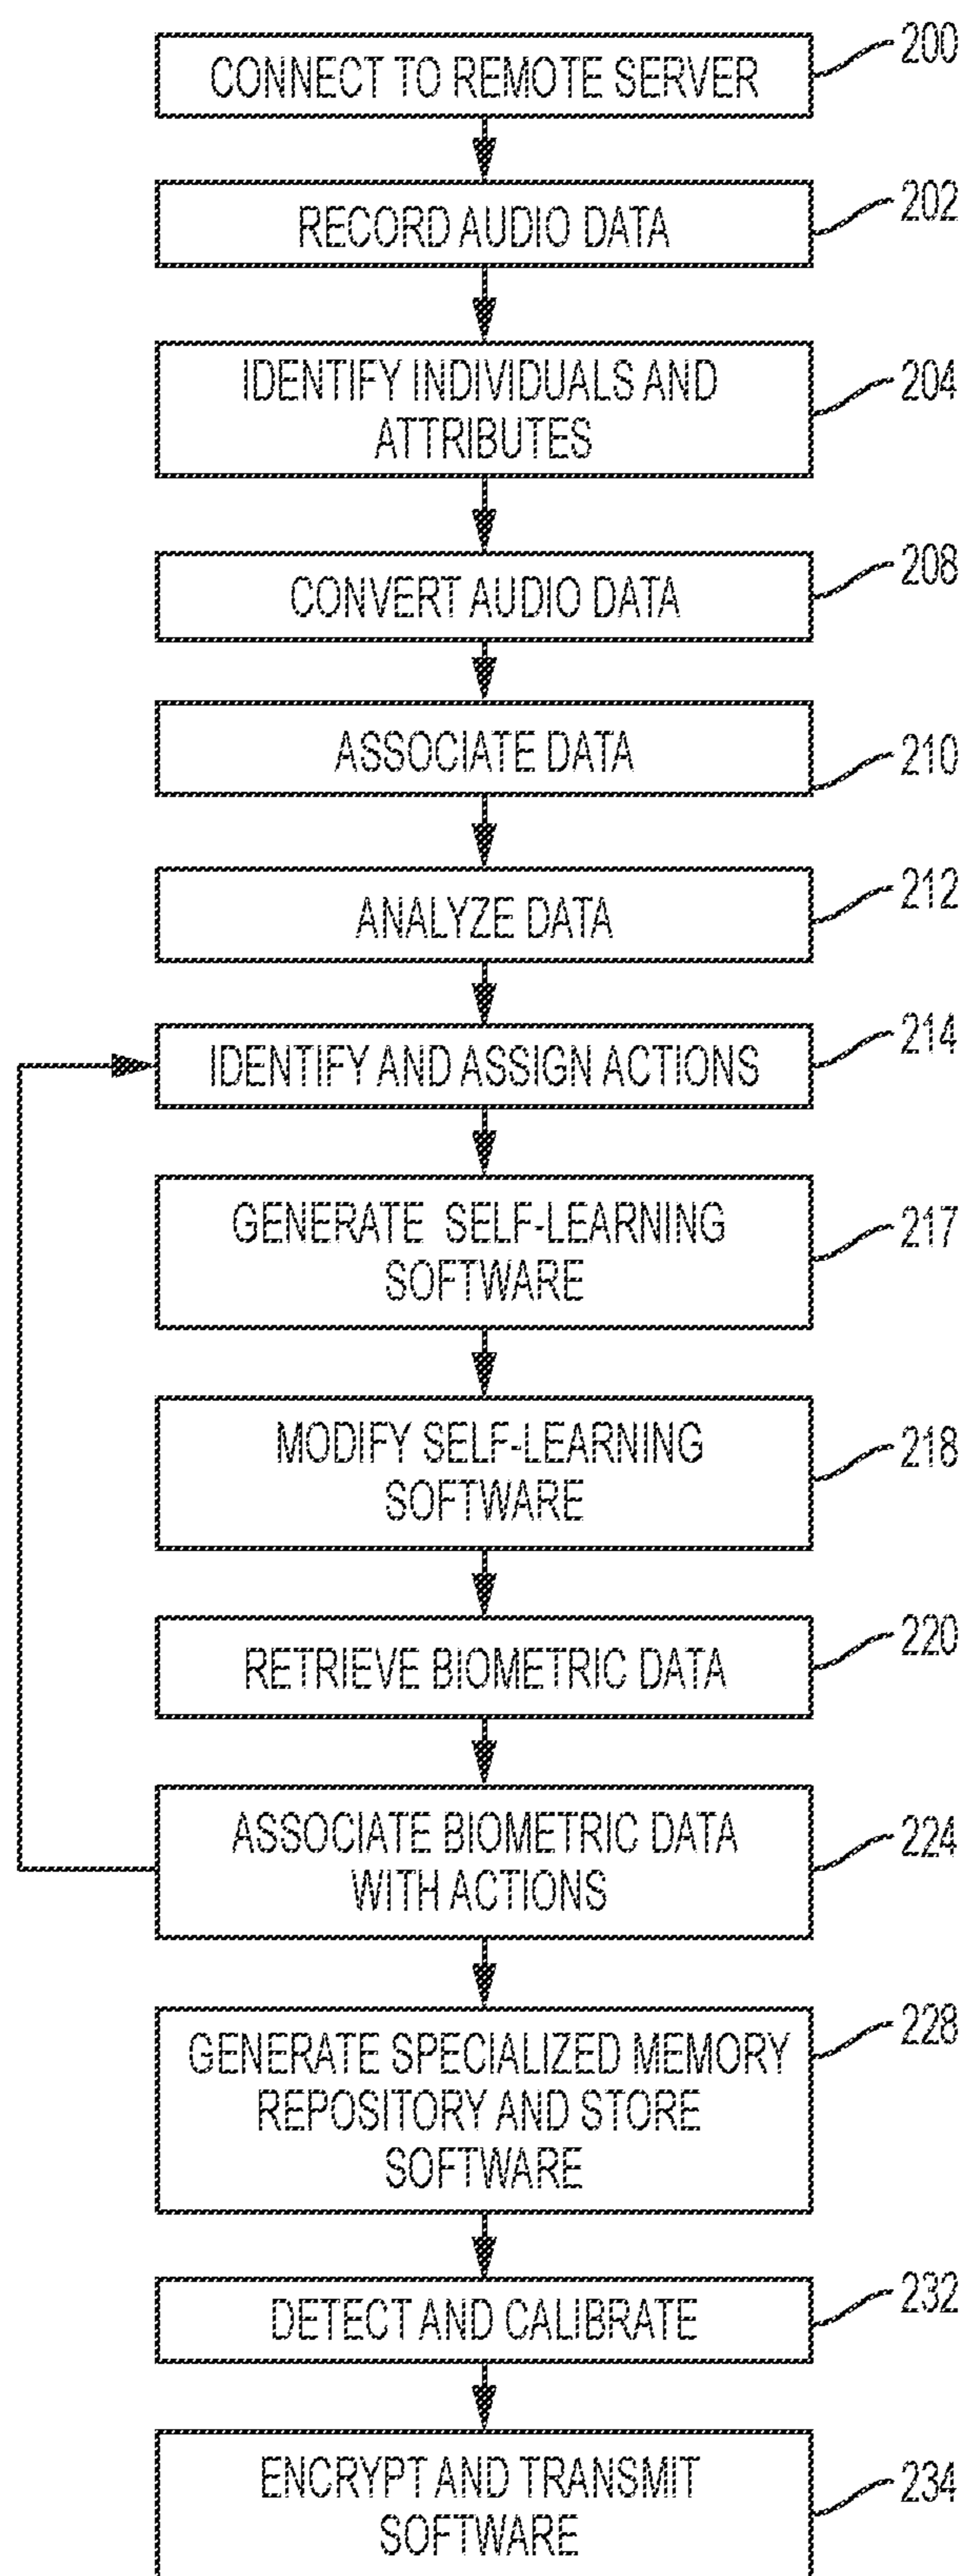 CONNECT TO REMOTE SERVER
200
RECORD AUDIO DATA
202
IDENTIFY INDIVIDUALS AND
ATTRIBUTES
204
CONVERT AUDIO DATA
208
ASSOCIATE DATA
210
ANALYZE DATA
212
IDENTIFY AND ASSIGN ACTIONS
214
GENERATE SELF-LEARNING
SOFTWARE
217
MODIFY SELF-LEARNING
SOFTWARE
218
RETRIEVE BIOMETRIC DATA
220
ASSOCIATE BIOMETRIC DATA
WITH ACTIONS
224
GENERATE SPECIALIZED MEMORY
REPOSITORY AND STORE
SOFTWARE
228
DETECT AND CALIBRATE
232
ENCRYPT AND TRANSMIT
SOFTWARE
234